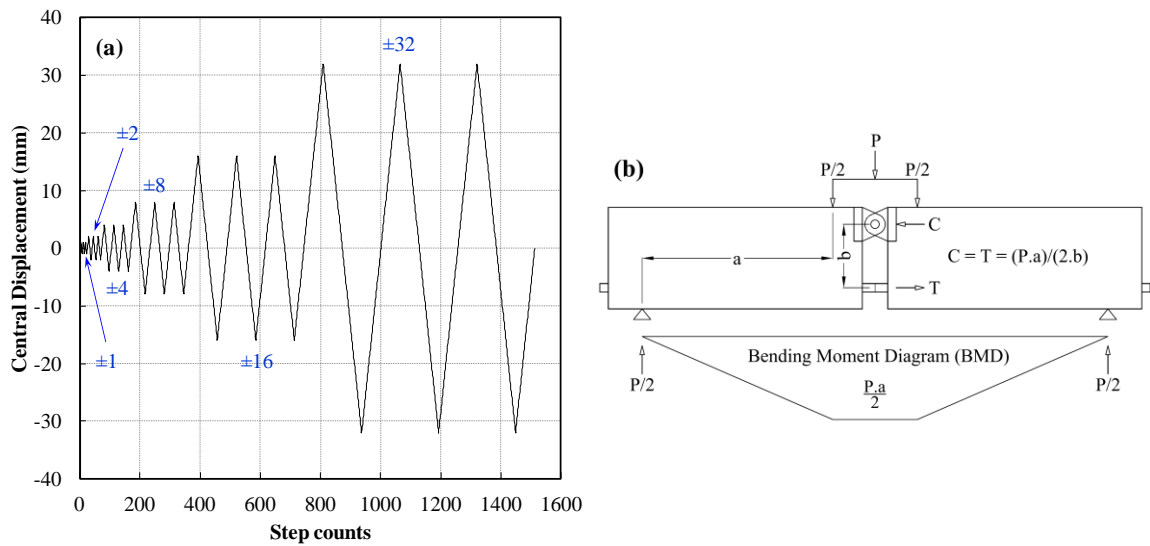 (a)
40
30
20
10
0
-10
-20
-30
-40
Central Displacement (mm)
±32
±2
±8
±4
±16
±1
0 200 400 600 800 1000 1200 1400 1600
Step counts
(b)
P
P/2 P/2
C
a
b
C = T = (P.a)/(2.b)
T
Bending Moment Diagram (BMD)
P/2 P/2
P.a
2